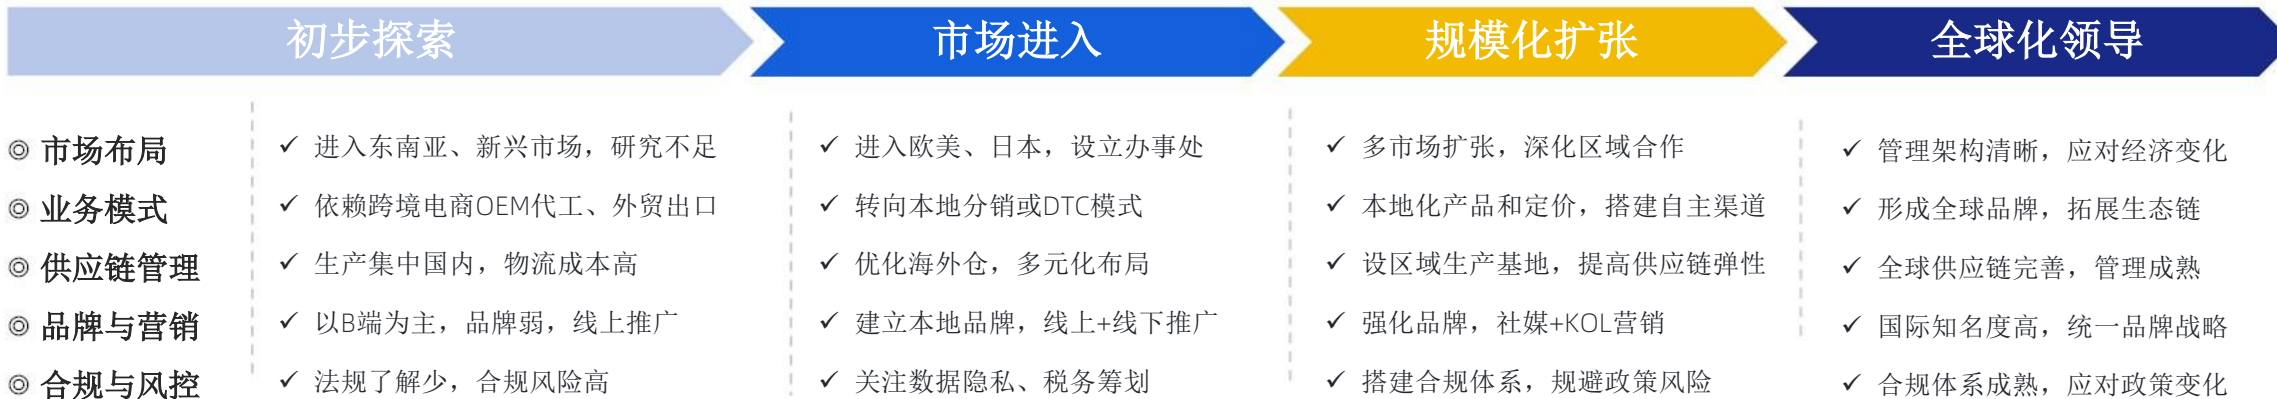 初步探索 市场进入 规模化扩张 全球化领导
◎ 市场布局 ✓ 进入东南亚、新兴市场，研究不足 ✓ 进入欧美、日本，设立办事处 ✓ 多市场扩张，深化区域合作 ✓ 管理架构清晰，应对经济变化
◎ 业务模式 ✓ 依赖跨境电商OEM代工、外贸出口 ✓ 转向本地分销或DTC模式 ✓ 本地化产品和定价，搭建自主渠道 ✓ 形成全球品牌，拓展生态链
◎ 供应链管理 ✓ 生产集中国内，物流成本高 ✓ 优化海外仓，多元化布局 ✓ 设区域生产基地，提高供应链弹性 ✓ 全球供应链完善，管理成熟
◎ 品牌与营销 ✓ 以B端为主，品牌弱，线上推广 ✓ 建立本地品牌，线上+线下推广 ✓ 强化品牌，社媒+KOL营销 ✓ 国际知名度高，统一品牌战略
◎ 合规与风控 ✓ 法规了解少，合规风险高 ✓ 关注数据隐私、税务筹划 ✓ 搭建合规体系，规避政策风险 ✓ 合规体系成熟，应对政策变化